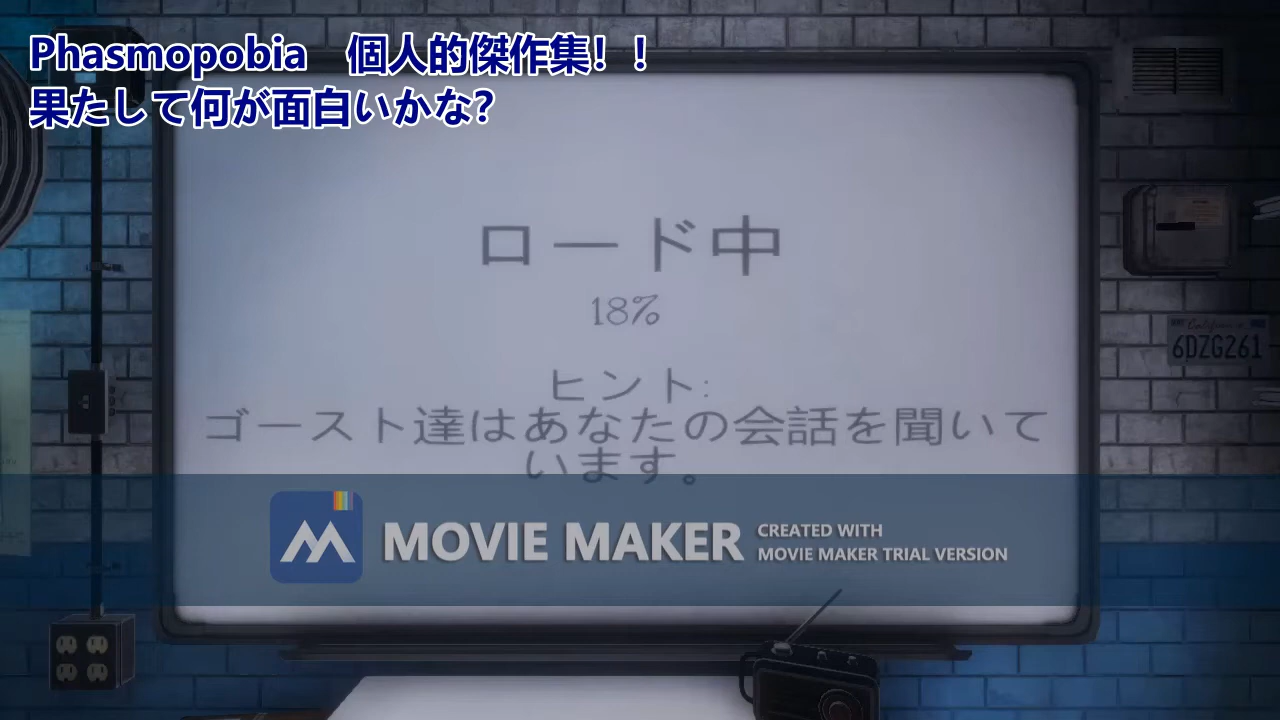 Phasmopobia　個人的傑作集！！
果たして何が面白いかな？
ロード中
18%
ヒント:
ゴースト達はあなたの会話を聞いて
います。
MOVIE MAKER
CREATED WITH
MOVIE MAKER TRIAL VERSION
California
6DZG261